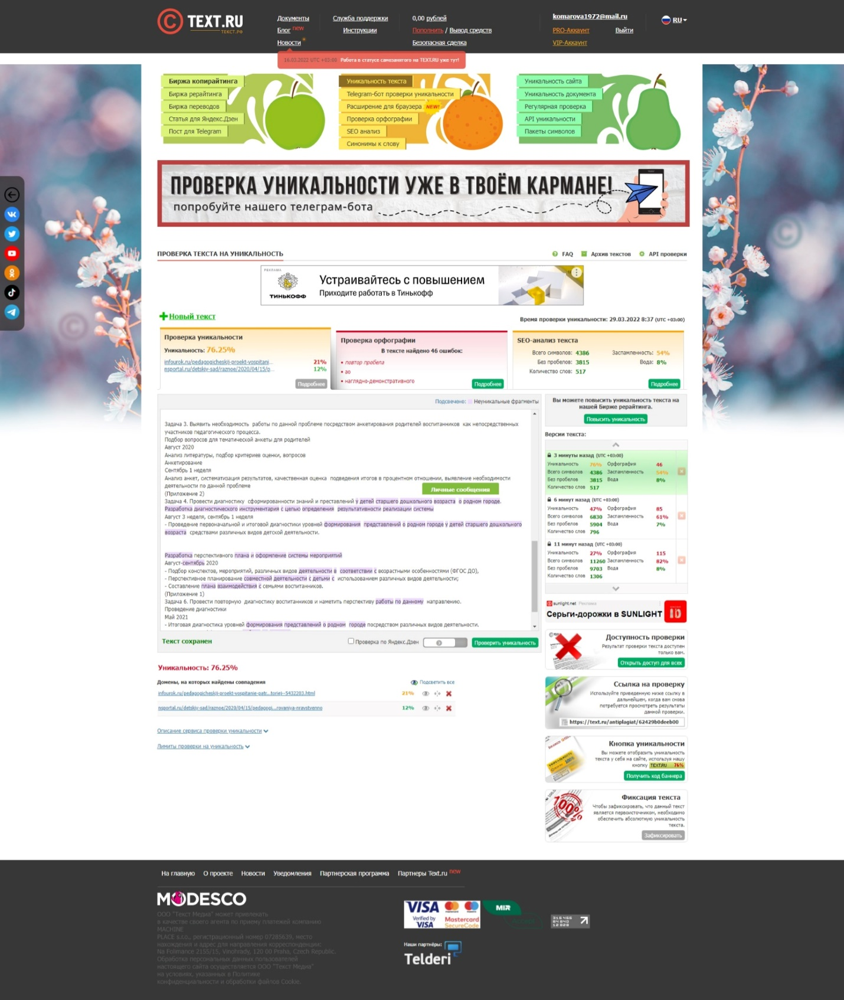 TEXT.RU
ТЕКСТ.РФ
Документы
Блог new
Новости
Служба поддержки
Инструкции
0,00 рублей
Пополнить / Вывод средств
Безопасная сделка
komarova1972@mail.ru
PRO-Аккаунт
Выйти
VIP-Аккаунт
RU
16.03.2022 UTC +03:00 Работа в статусе самозанятого на TEXT.RU уже тут!
Биржа копирайтинга
Биржа рерайтинга
Биржа переводов
Статья для Яндекс.Дзен
Пост для Telegram
Уникальность текста
Telegram-бот проверки уникальности
Расширение для браузера NEW!
Проверка орфографии
SEO анализ
Синонимы к слову
Уникальность сайта
Уникальность документа
Регулярная проверка
API уникальности
Пакеты символов
ПРОВЕРКА УНИКАЛЬНОСТИ УЖЕ В ТВОЁМ КАРМАНЕ!
попробуйте нашего телеграм-бота
ПРОВЕРКА ТЕКСТА НА УНИКАЛЬНОСТЬ
FAQ
Архив текстов
API проверки
РЕКЛАМА
ТИНЬКОФФ
Устраивайтесь с повышением
Приходите работать в Тинькофф
Новый текст
Время проверки уникальности: 29.03.2022 8:37 (UTC +03:00)
Проверка уникальности
Уникальность: 76.25%
infourok.ru/pedagogicheskij-proekt-vospitani... 21%
nsportal.ru/detskiy-sad/raznoe/2020/04/15/p... 12%
Подробнее
Проверка орфографии
В тексте найдено 46 ошибок:
• повтор пробела
• ао
• наглядно-демонстративного
Подробнее
SEO-анализ текста
Всего символов: 4386 Заспамленность: 54%
Без пробелов: 3815 Вода: 8%
Количество слов: 517
Подробнее
Подсвечено: Неуникальные фрагменты
Задача 3. Выявить необходимость работы по данной проблеме посредством анкетирования родителей воспитанников как непосредственных
участников педагогического процесса.
Подбор вопросов для тематической анкеты для родителей
Август 2020
Анализ литературы, подбор критериев оценки, вопросов
Анкетирование
Сентябрь 1 неделя
Анализ анкет, систематизация результатов, качественная оценка подведения итогов в процентном отношении, выявление необходимости
деятельности по данной проблеме
(Приложение 2)
Личные сообщения
Задача 4. Провести диагностику сформированности знаний и преставлений у детей старшего дошкольного возраста о родном городе.
Разработка диагностического инструментария с целью определения результативности реализации системы
Август 3 неделя, сентябрь 1 неделя
- Проведение первоначальной и итоговой диагностики уровней формирования представлений о родном городе у детей старшего дошкольного
возраста средствами различных видов детской деятельности.
Разработка перспективного плана и оформление системы мероприятий
Август-сентябрь 2020
- Подбор конспектов, мероприятий, различных видов деятельности в соответствии с возрастными особенностями (ФГОС ДО),
- Перспективное планирование совместной деятельности с детьми с использованием различных видов деятельности;
- Составление плана взаимодействия с семьями воспитанников.
(Приложение 1)
Задача 6. Провести повторную диагностику воспитанников и наметить перспективу работы по данному направлению.
Проведение диагностики
Май 2021
- Итоговая диагностика уровней формирования представлений о родном городе посредством различных видов деятельности.
Текст сохранен
Проверка по Яндекс.Дзен
Проверить уникальность
Вы можете повысить уникальность текста на
нашей Бирже рерайтинга.
Повысить уникальность
Версии текста:
3 минуты назад (UTC +03:00)
Уникальность 76% Орфография 46
Всего символов 4386 Заспамленность 54%
Без пробелов 3815 Вода 8%
Количество слов 517
6 минут назад (UTC +03:00)
Уникальность 47% Орфография 85
Всего символов 6830 Заспамленность 61%
Без пробелов 5904 Вода 7%
Количество слов 796
11 минут назад (UTC +03:00)
Уникальность 27% Орфография 115
Всего символов 11260 Заспамленность 82%
Без пробелов 9703 Вода 8%
Количество слов 1306
sunlight.net Реклама
Серьги-дорожки в SUNLIGHT
Доступность проверки
Результат проверки текста доступен
только вам.
Открыть доступ для всех
Ссылка на проверку
Используйте приведенную ниже ссылку в
дальнейшем, когда вам снова
потребуется просмотреть результаты
данной проверки.
https://text.ru/antiplagiat/62429b0deeb00
Кнопка уникальности
Вы можете отобразить уникальность
текста у себя на сайте, используя нашу
кнопку TEXT.RU 76%
Получить код баннера
Фиксация текста
100%
Чтобы зафиксировать, что данный текст
является первоисточником, необходимо
обеспечить абсолютную уникальность
текста.
Зафиксировать
Уникальность: 76.25%
Домены, на которых найдены совпадения
Подсветить все
infourok.ru/pedagogicheskij-proekt-vospitanie-patr...toriej--5432203.html 21%
nsportal.ru/detskiy-sad/raznoe/2020/04/15/pedagogi...rovaniya-nravstvenno 12%
Описание сервиса проверки уникальности
Лимиты проверки на уникальность
На главную
О проекте
Новости
Уведомления
Партнерская программа
Партнеры Text.ru new
MODESCO
ООО "Текст Медиа" может привлекать
в качестве своего агента по приему платежей компанию
MACHINE
PLACE s.r.o., регистрационный номер 07285639, место
нахождения и адрес для направления корреспонденции:
Na Folimance 2155/15, Vinohrady, 120 00 Praha, Czech Republic.
Обработка персональных данных пользователей
настоящего сайта осуществляется ООО "Текст Медиа"
на условиях, указанных в Политике
конфиденциальности и обработки файлов Cookie.
VISA
Verified by
VISA
Mastercard
SecureCode
MIR
ACCEPT
Наши партнёры:
Telderi